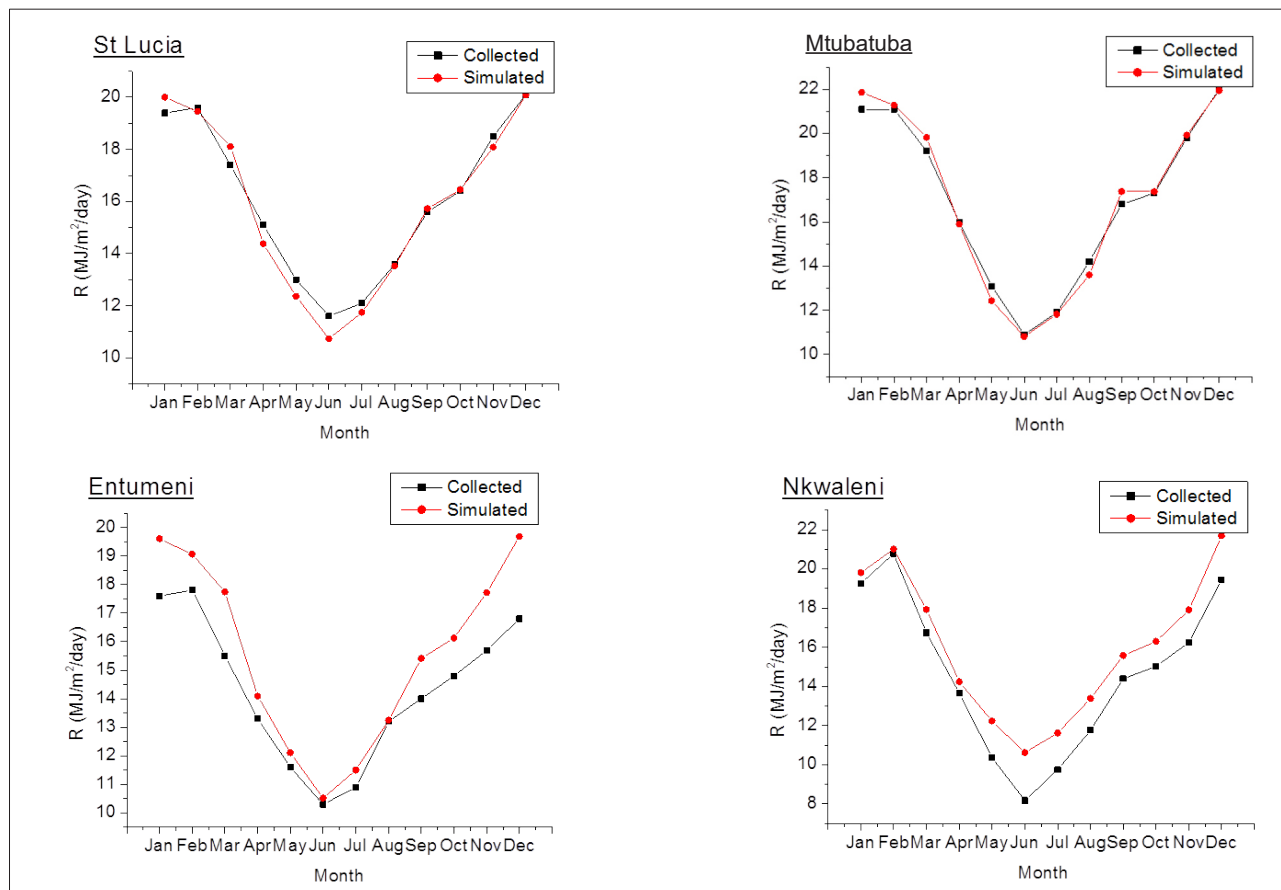 St Lucia
Collected
Simulated
20
18
16
14
12
10
R (MJ/m²/day)
Jan Feb Mar Apr May Jun Jul Aug Sep Oct Nov Dec
Month
Mtubatuba
Collected
Simulated
22
20
18
16
14
12
10
R (MJ/m²/day)
Jan Feb Mar Apr May Jun Jul Aug Sep Oct Nov Dec
Month
Entumeni
Collected
Simulated
20
19
18
17
16
15
14
13
12
11
10
R (MJ/m²/day)
Jan Feb Mar Apr May Jun Jul Aug Sep Oct Nov Dec
Month
Nkwaleni
Collected
Simulated
22
20
18
16
14
12
10
8
R (MJ/m²/day)
Jan Feb Mar Apr May Jun Jul Aug Sep Oct Nov Dec
Month